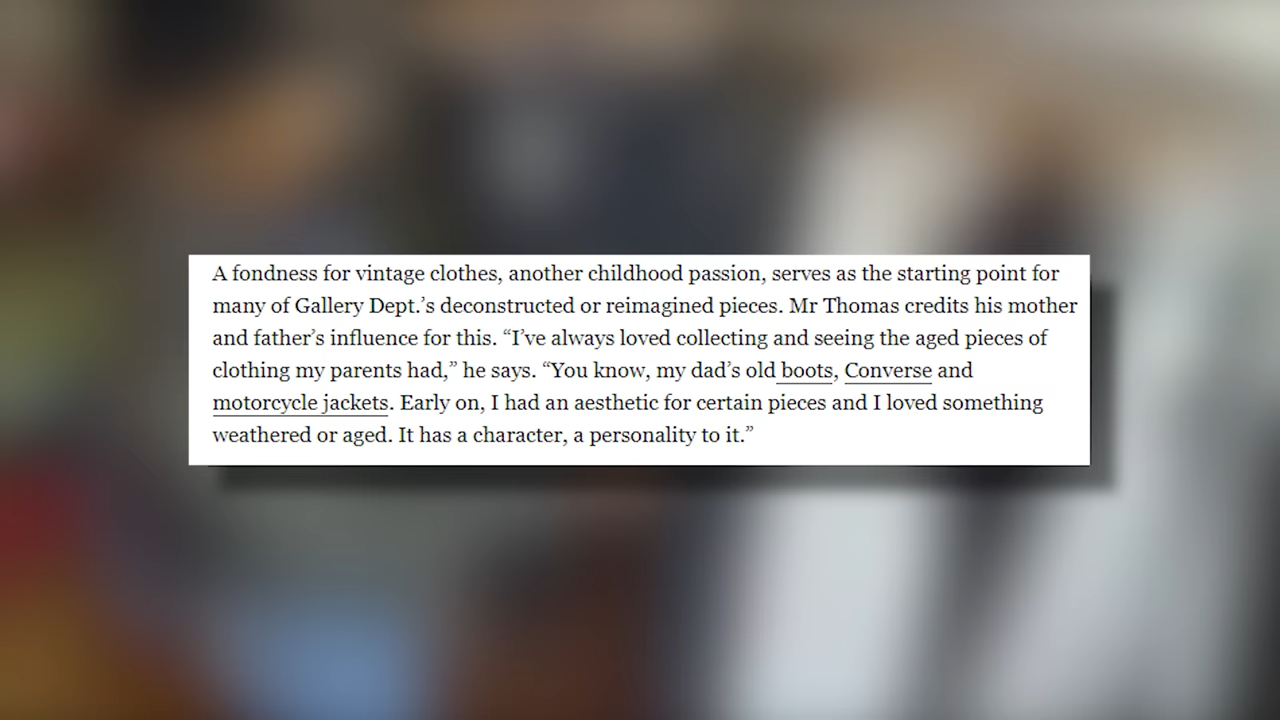 A fondness for vintage clothes, another childhood passion, serves as the starting point for
many of Gallery Dept.’s deconstructed or reimagined pieces. Mr Thomas credits his mother
and father’s influence for this. “I’ve always loved collecting and seeing the aged pieces of
clothing my parents had,” he says. “You know, my dad’s old boots, Converse and
motorcycle jackets. Early on, I had an aesthetic for certain pieces and I loved something
weathered or aged. It has a character, a personality to it.”